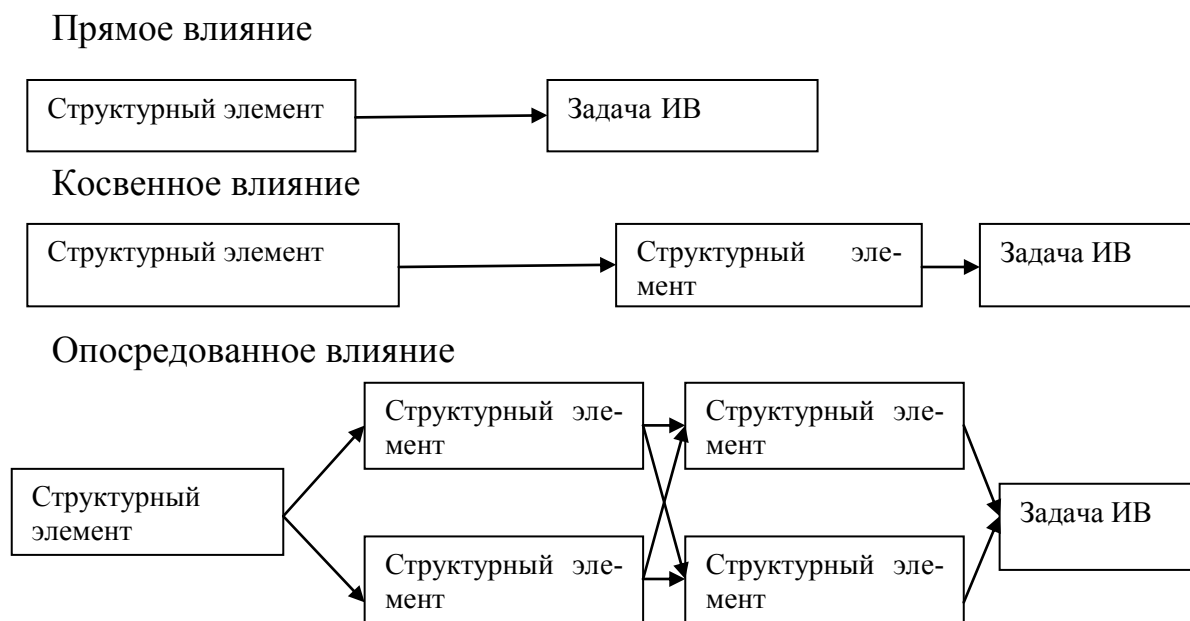 Прямое влияние
Структурный элемент
Задача ИВ
Косвенное влияние
Структурный элемент
Структурный эле-
мент
Задача ИВ
Опосредованное влияние
Структурный эле-
мент
Структурный эле-
мент
Структурный
элемент
Задача ИВ
Структурный эле-
мент
Структурный эле-
мент